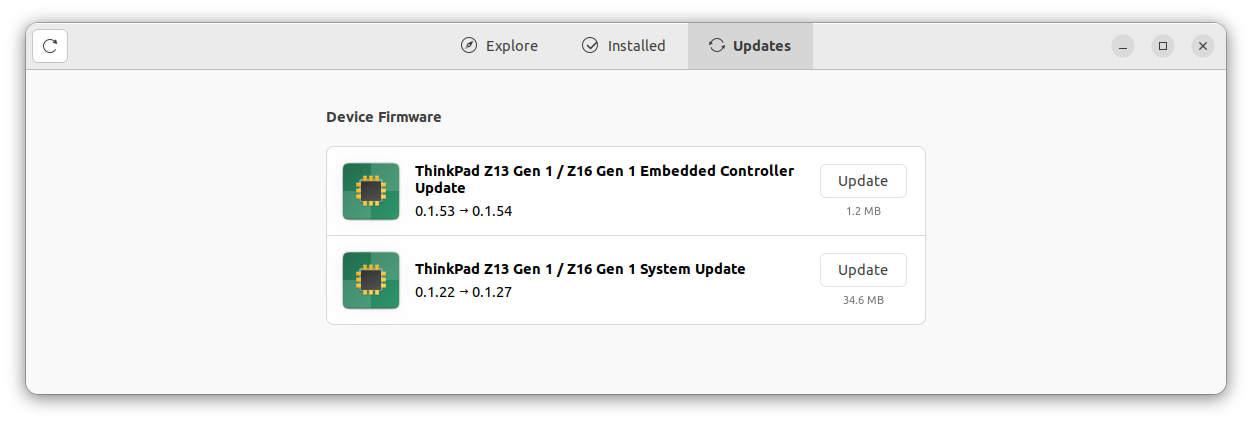 Explore
Installed
Updates
Device Firmware
ThinkPad Z13 Gen 1 / Z16 Gen 1 Embedded Controller
Update
0.1.53 → 0.1.54
Update
1.2 MB
ThinkPad Z13 Gen 1 / Z16 Gen 1 System Update
0.1.22 → 0.1.27
Update
34.6 MB